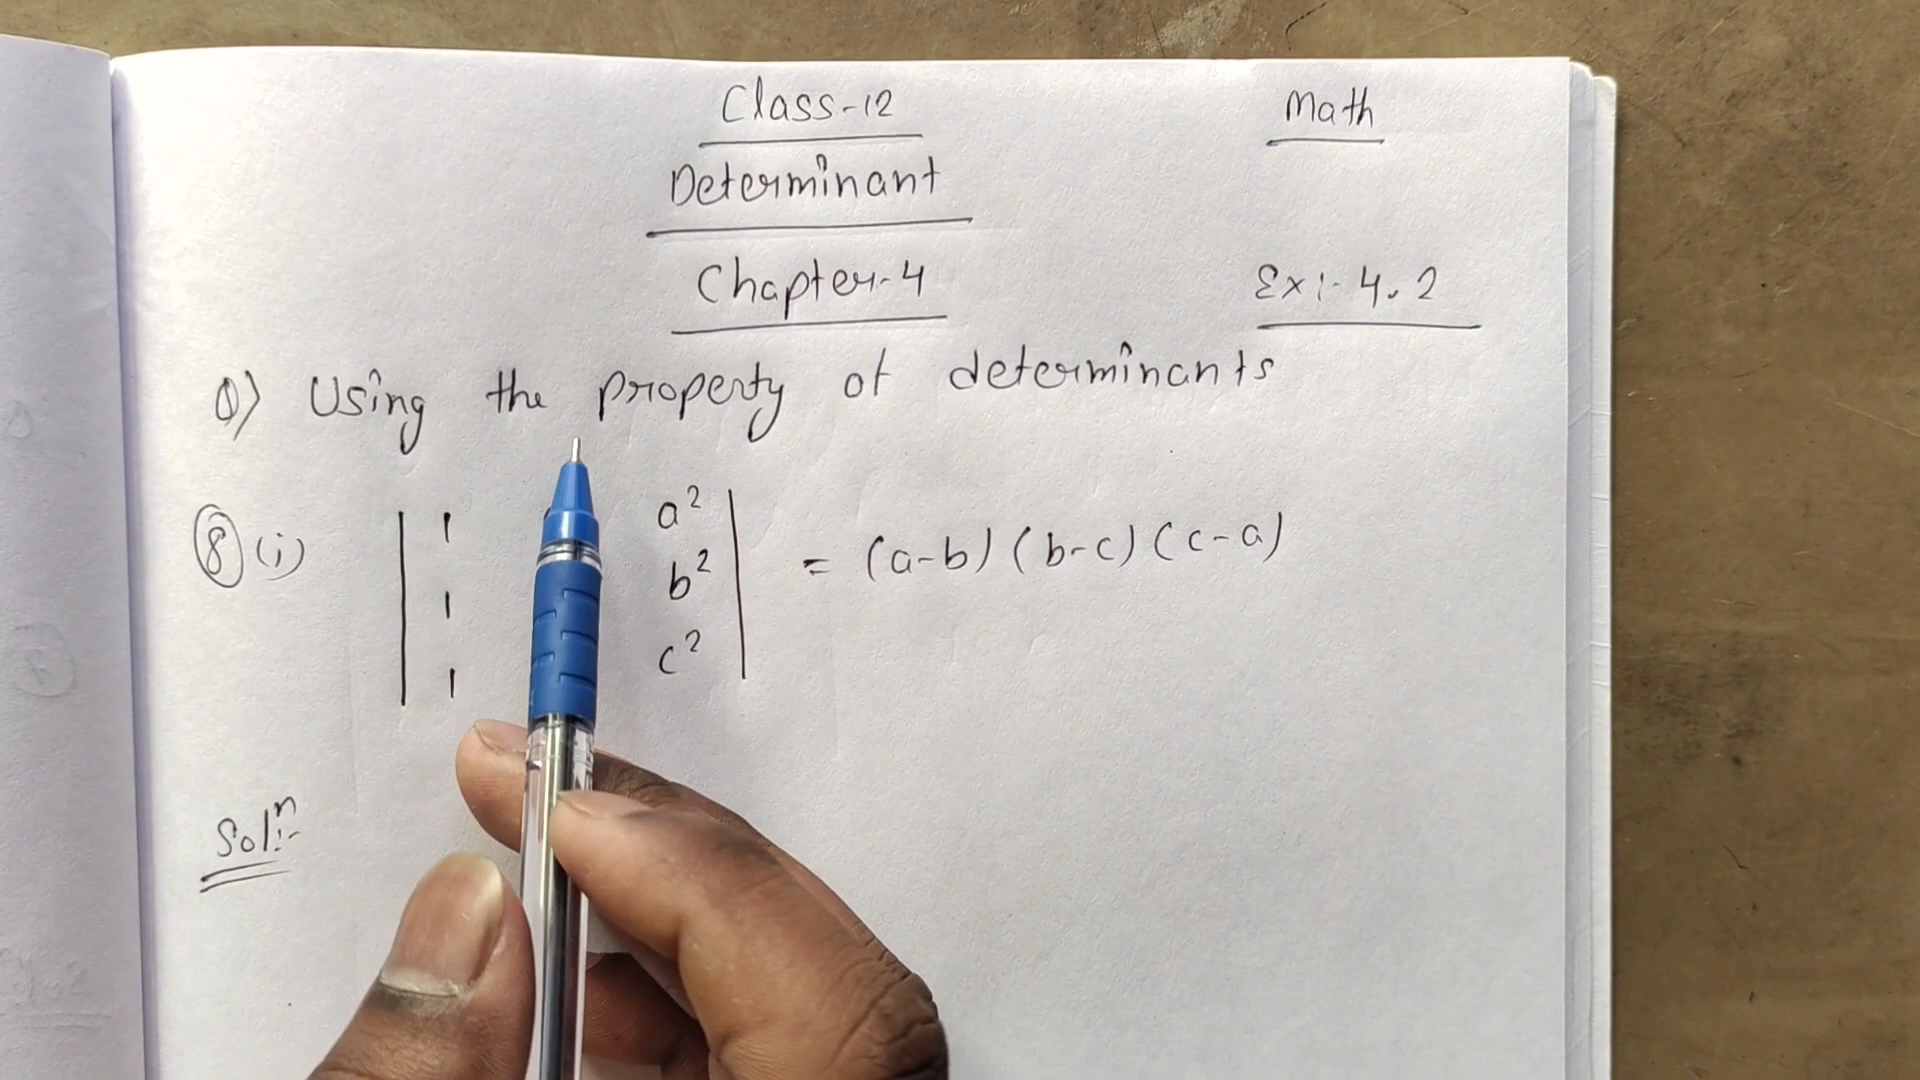 Class-12
Math
Determinant
Chapter-4
Ex:- 4.2
Q) Using the property of determinants
8 (i) | 1 a² |
| 1 b² | = (a-b) (b-c) (c-a)
| 1 c² |
Solⁿ:-